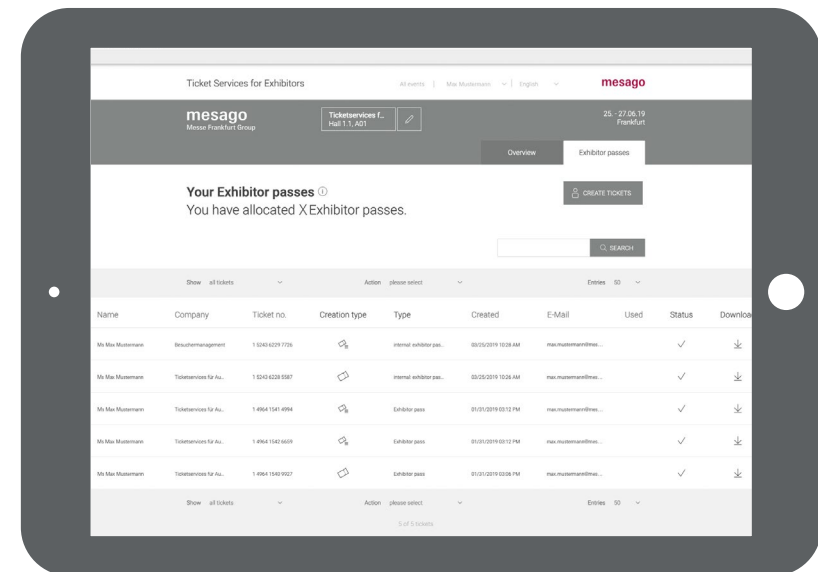 Ticket Services for Exhibitors All events | Max Mustermann | English mesago
mesago
Messe Frankfurt Group
Ticketservices f...
Hall 1.1, A01
25. - 27.06.19
Frankfurt
Overview Exhibitor passes
Your Exhibitor passes
You have allocated X Exhibitor passes.
CREATE TICKETS
SEARCH
Show all tickets Action please select Entries 50
Name Company Ticket no. Creation type Type Created E-Mail Used Status Downloa
Ms Max Mustermann Besuchermanagement 1 5243 6229 7726 internal exhibitor pas... 03/25/2019 10:28 AM max.mustermann@mes...
Ms Max Mustermann Ticketservices für Au... 1 5243 6228 5587 internal exhibitor pas... 03/25/2019 10:26 AM max.mustermann@mes...
Ms Max Mustermann Ticketservices für Au... 1 4964 1541 4994 Exhibitor pass 01/31/2019 03:12 PM max.mustermann@mes...
Ms Max Mustermann Ticketservices für Au... 1 4964 1542 6659 Exhibitor pass 01/31/2019 03:12 PM max.mustermann@mes...
Ms Max Mustermann Ticketservices für Au... 1 4964 1540 9927 Exhibitor pass 01/31/2019 03:06 PM max.mustermann@mes...
Show all tickets Action please select Entries 50
5 of 5 tickets